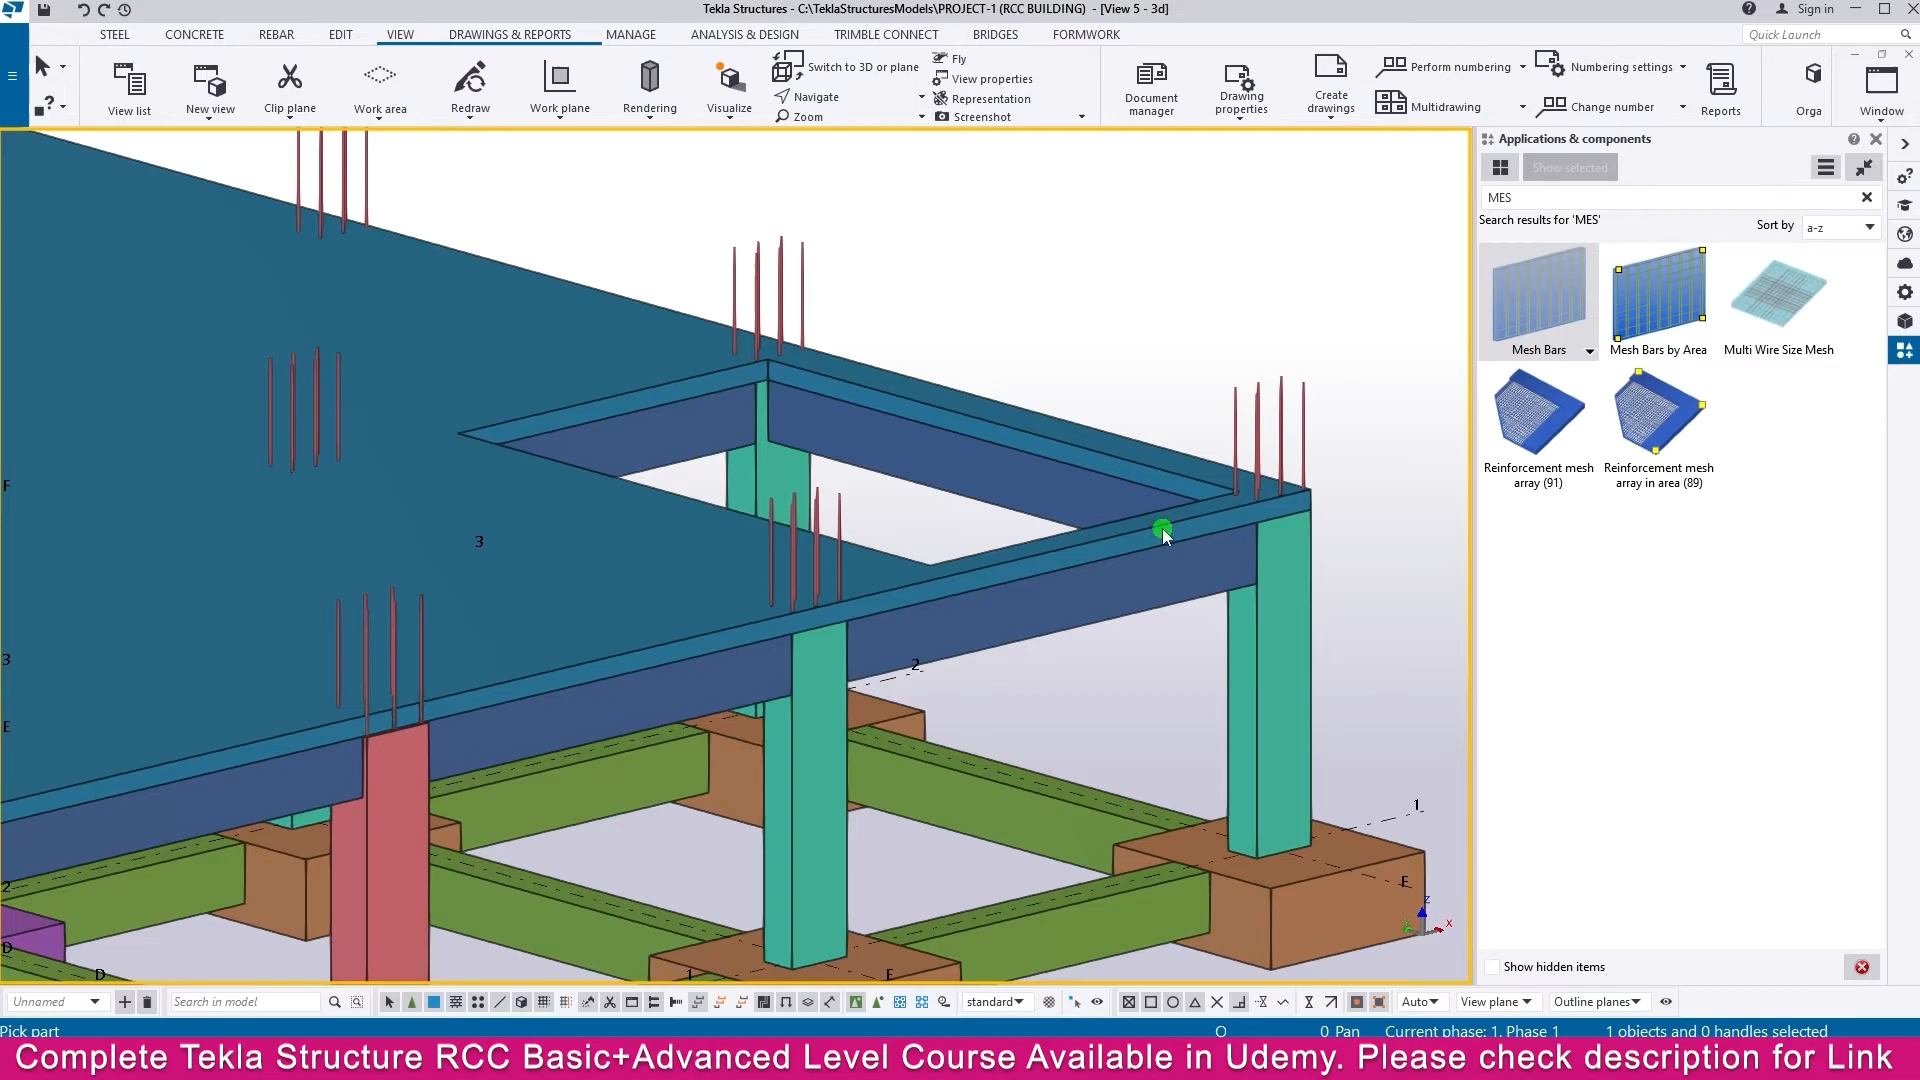 Tekla Structures - C:\TeklaStructuresModels\PROJECT-1 (RCC BUILDING) - [View 5 - 3d]
Sign in
STEEL CONCRETE REBAR EDIT VIEW DRAWINGS & REPORTS MANAGE ANALYSIS & DESIGN TRIMBLE CONNECT BRIDGES FORMWORK
Quick Launch
View list
New view
Clip plane
Work area
Redraw
Work plane
Rendering
Visualize
Switch to 3D or plane
Navigate
Zoom
Fly
View properties
Representation
Screenshot
Document manager
Drawing properties
Create drawings
Perform numbering
Multidrawing
Numbering settings
Change number
Reports
Orga
Window
Applications & components
Show selected
MES
Search results for 'MES'
Sort by a-z
Mesh Bars
Mesh Bars by Area
Multi Wire Size Mesh
Reinforcement mesh array (91)
Reinforcement mesh array in area (89)
F
3
3
E
2
2
1
E
D
D
1
F
z
x
Show hidden items
Unnamed
Search in model
standard
Auto
View plane
Outline planes
Pick part
O
0 Pan
Current phase: 1, Phase 1
1 objects and 0 handles selected
Complete Tekla Structure RCC Basic+Advanced Level Course Available in Udemy. Please check description for Link